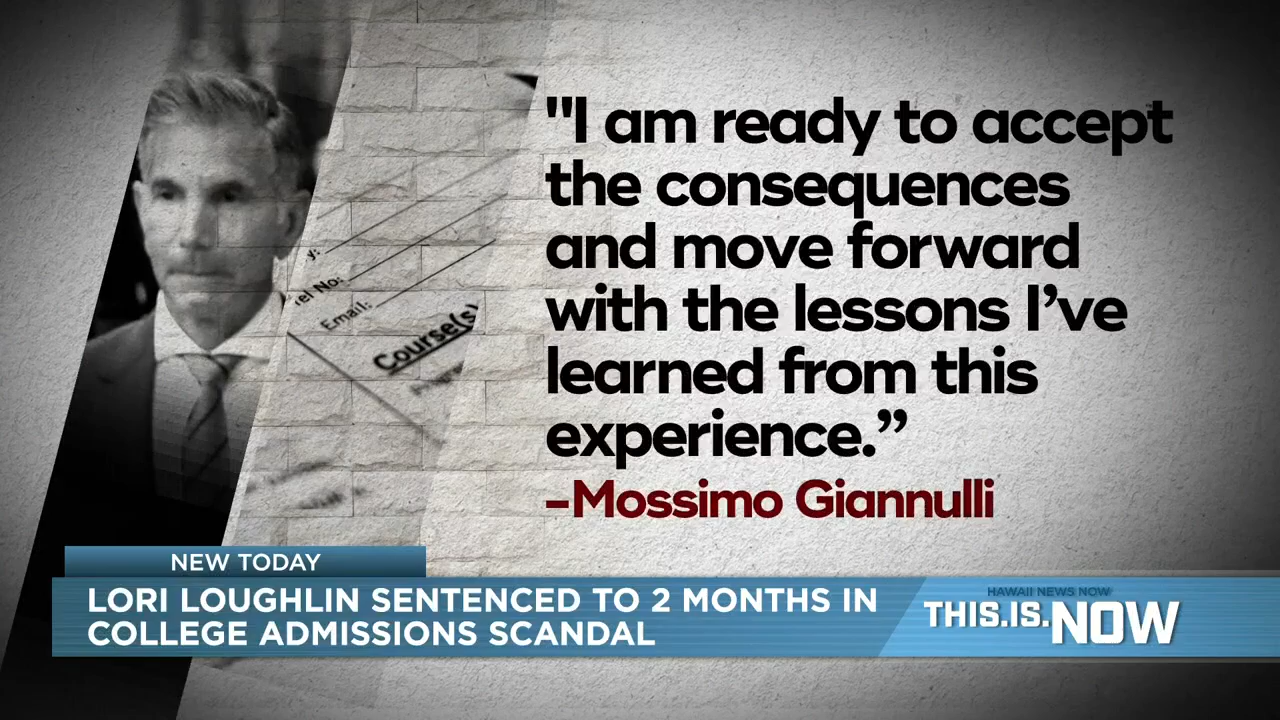 "I am ready to accept
the consequences
and move forward
with the lessons I’ve
learned from this
experience.”
–Mossimo Giannulli
y:
Tel No:
Email:
Course(s)
NEW TODAY
LORI LOUGHLIN SENTENCED TO 2 MONTHS IN
COLLEGE ADMISSIONS SCANDAL
HAWAII NEWS NOW
THIS.IS.NOW